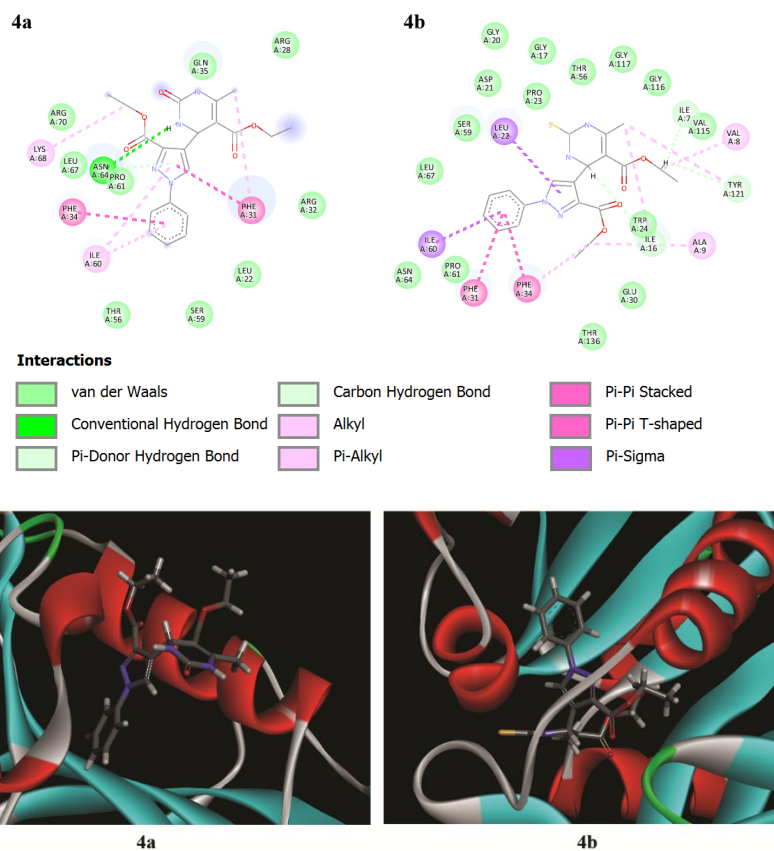 4a
ARG
A:28
GLN
A:35
O
NH
H
N
O
O
O
O
N
N
ARG
A:70
LYS
A:68
LEU
A:67
ASN
A:64
PRO
A:61
PHE
A:34
PHE
A:31
ARG
A:32
ILE
A:60
LEU
A:22
THR
A:56
SER
A:59
4b
GLY
A:20
GLY
A:17
THR
A:56
GLY
A:117
GLY
A:116
ASP
A:21
PRO
A:23
ILE
A:7
VAL
A:115
VAL
A:8
SER
A:59
LEU
A:22
S
NH
NH
H
O
O
H
TYR
A:121
LEU
A:67
N
N
O
O
TRP
A:24
ILE
A:16
ALA
A:9
ILE
A:60
ASN
A:64
PRO
A:61
PHE
A:31
PHE
A:34
GLU
A:30
THR
A:136
Interactions
van der Waals
Conventional Hydrogen Bond
Pi-Donor Hydrogen Bond
Carbon Hydrogen Bond
Alkyl
Pi-Alkyl
Pi-Pi Stacked
Pi-Pi T-shaped
Pi-Sigma
4a
4b